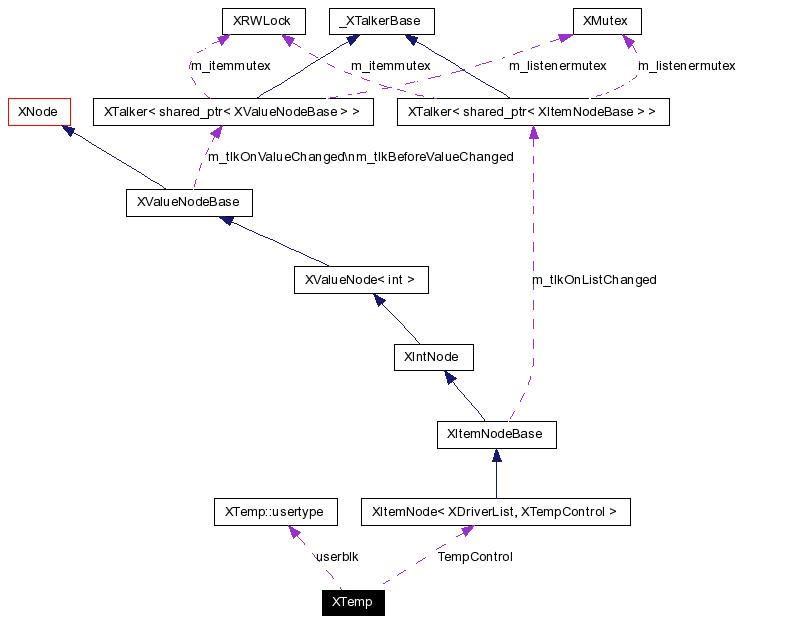 XRWLock
_XTalkerBase
XMutex
m_itemmutex
m_itemmutex
m_listenermutex
m_listenermutex
XNode
XTalker< shared_ptr< XValueNodeBase > >
XTalker< shared_ptr< XItemNodeBase > >
m_tlkOnValueChanged\nm_tlkBeforeValueChanged
XValueNodeBase
XValueNode< int >
m_tlkOnListChanged
XIntNode
XItemNodeBase
XTemp::usertype
XItemNode< XDriverList, XTempControl >
userblk
TempControl
XTemp